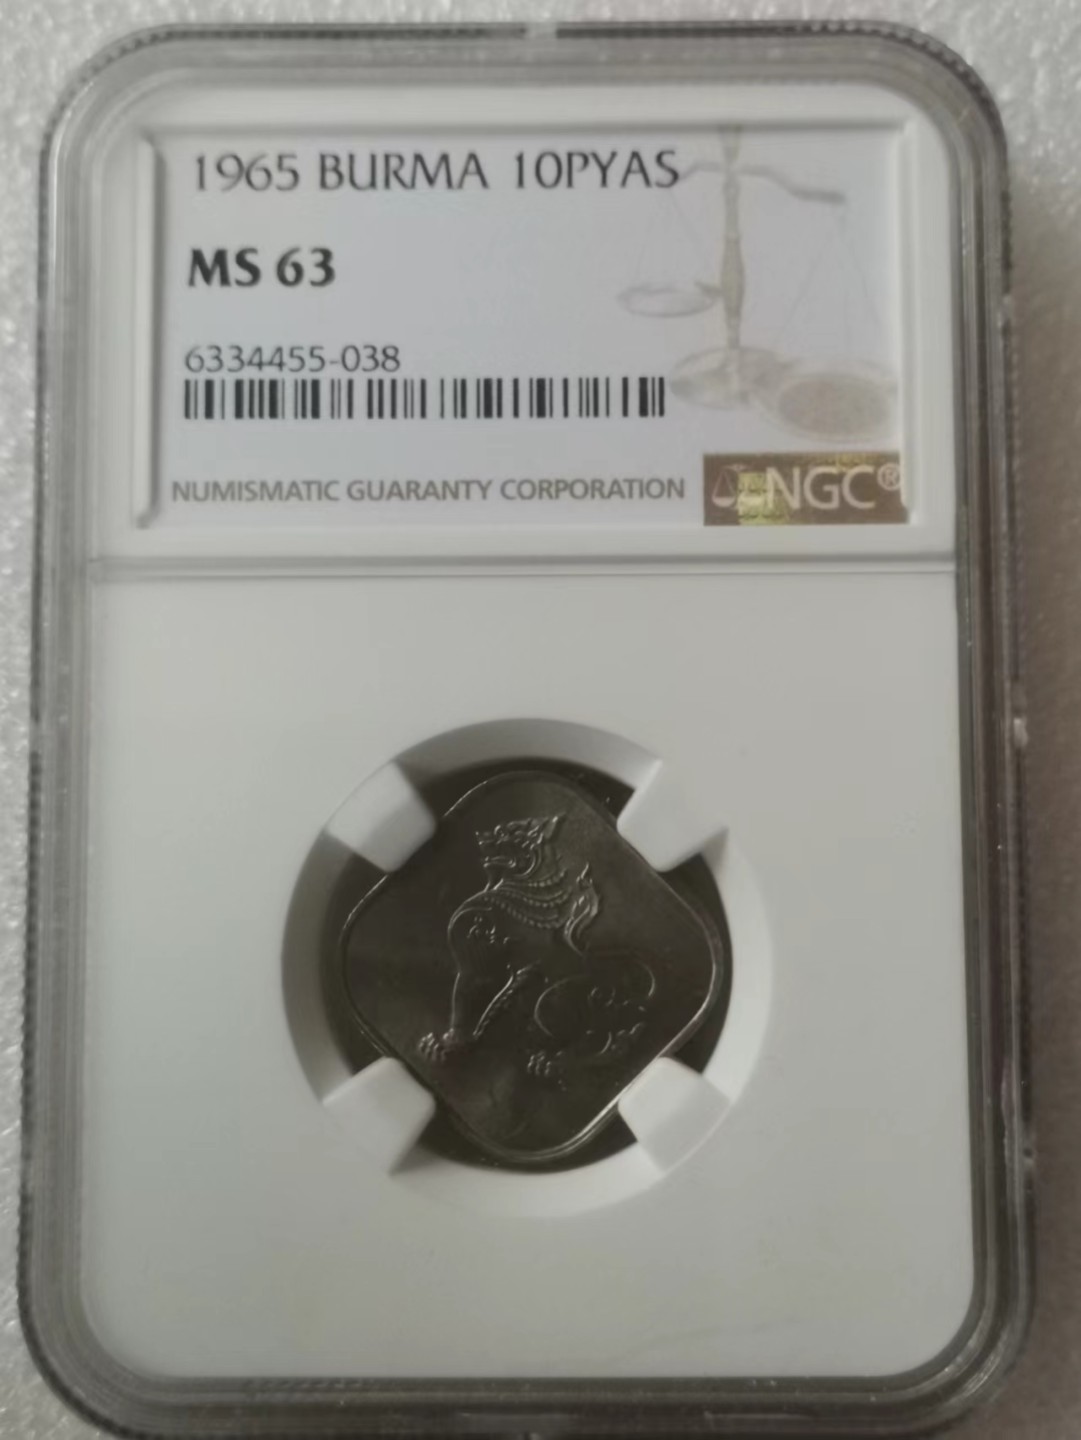 1965 BURMA 10PYAS
MS 63
6334455-038
NUMISMATIC GUARANTY CORPORATION
NGC®